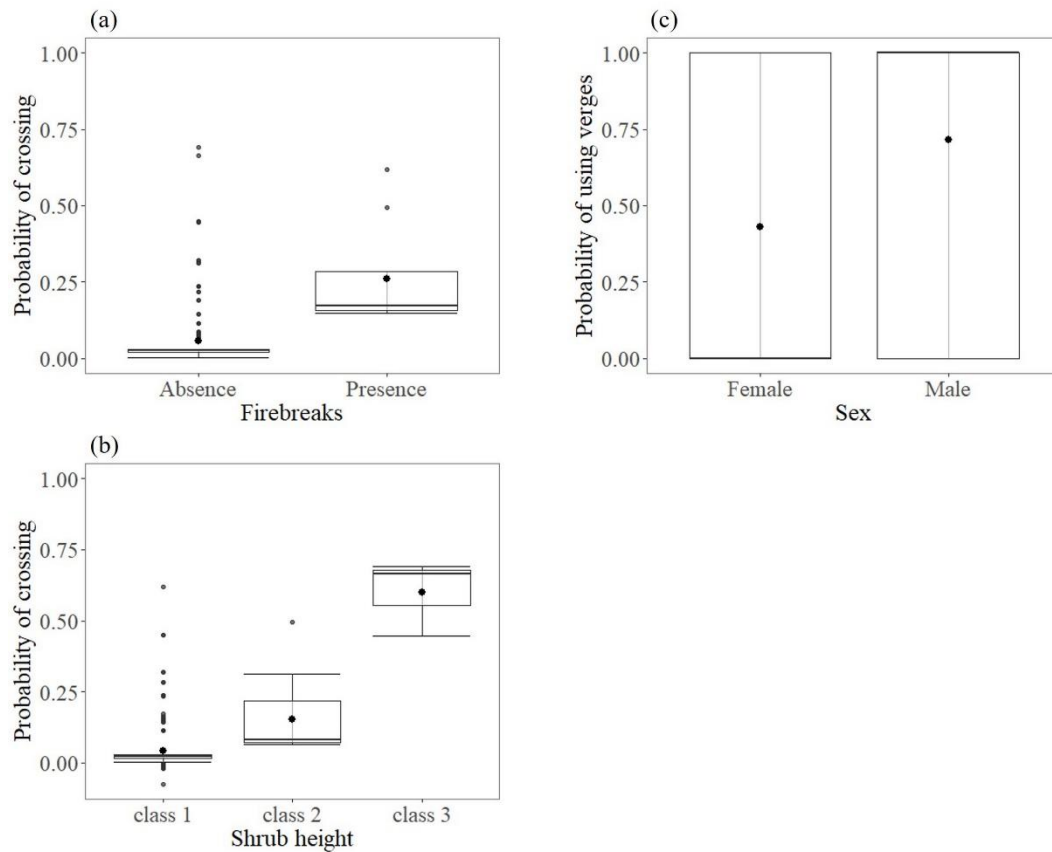 (a)
1.00
0.75
0.50
0.25
0.00
Probability of crossing
Absence Presence
Firebreaks
(c)
1.00
0.75
0.50
0.25
0.00
Probability of using verges
Female Male
Sex
(b)
1.00
0.75
0.50
0.25
0.00
Probability of crossing
class 1 class 2 class 3
Shrub height